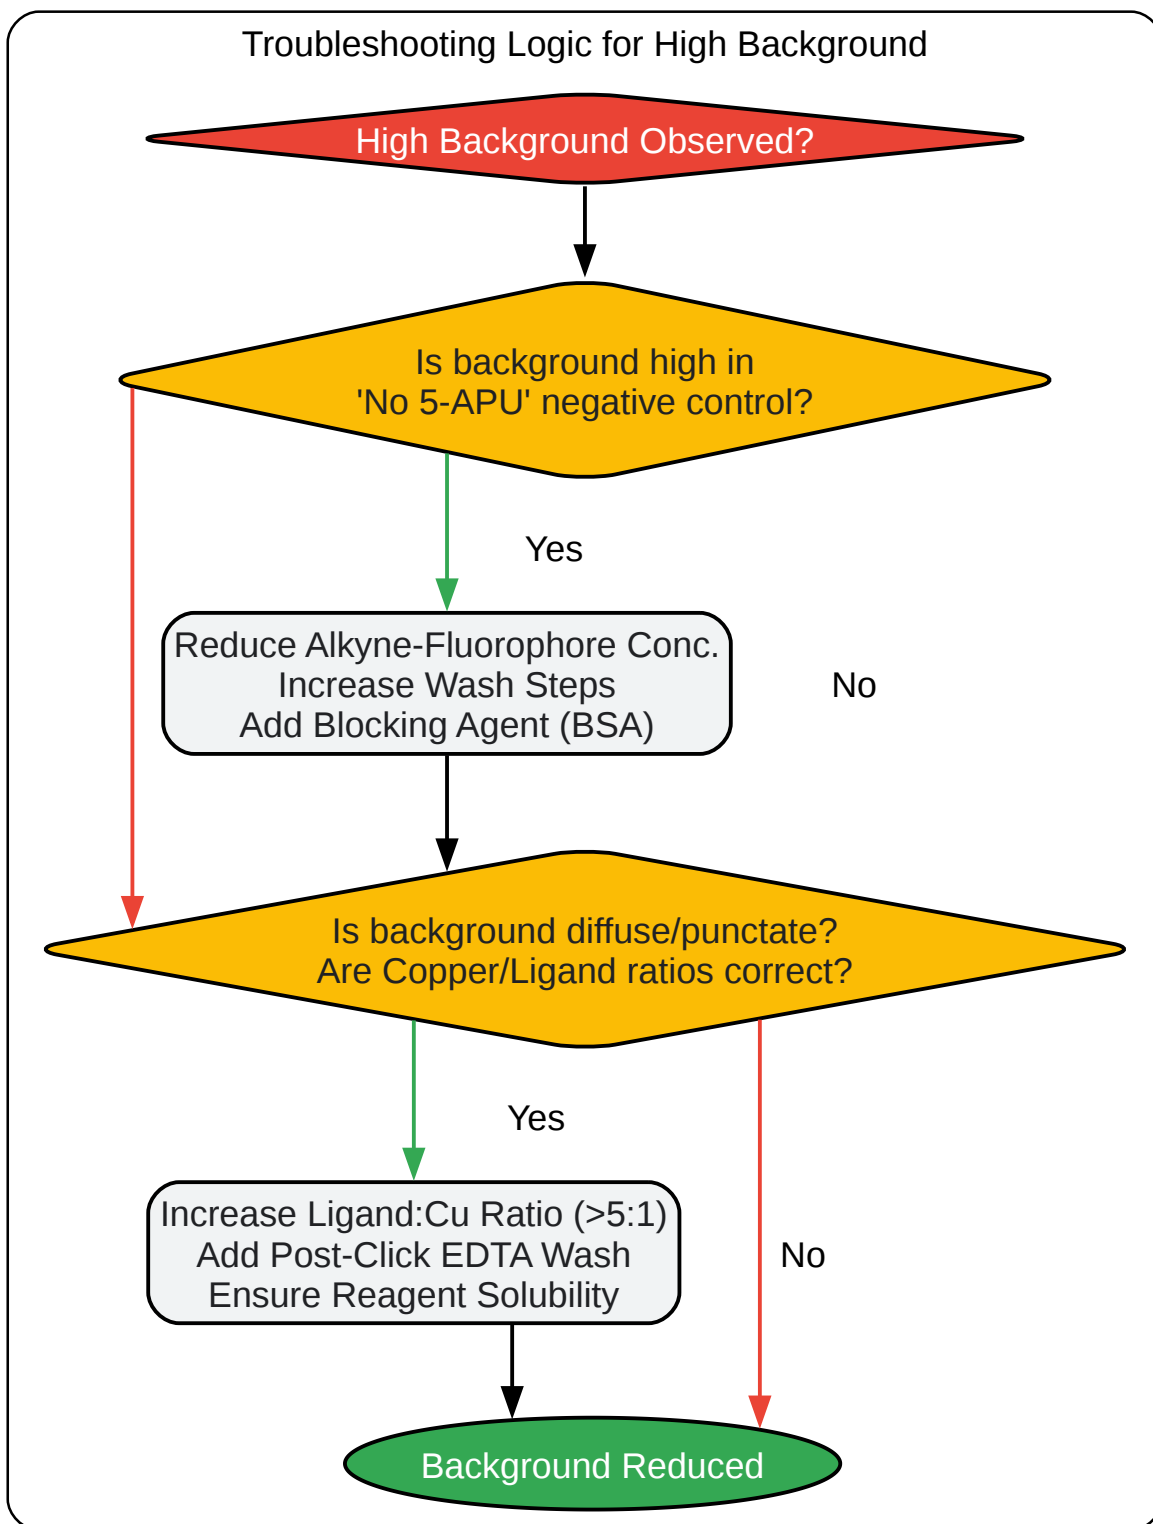 Troubleshooting Logic for High Background
High Background Observed?
Is background high in
'No 5-APU' negative control?
Yes
Reduce Alkyne-Fluorophore Conc.
Increase Wash Steps
Add Blocking Agent (BSA)
No
Is background diffuse/punctate?
Are Copper/Ligand ratios correct?
Yes
Increase Ligand:Cu Ratio (>5:1)
Add Post-Click EDTA Wash
Ensure Reagent Solubility
No
Background Reduced